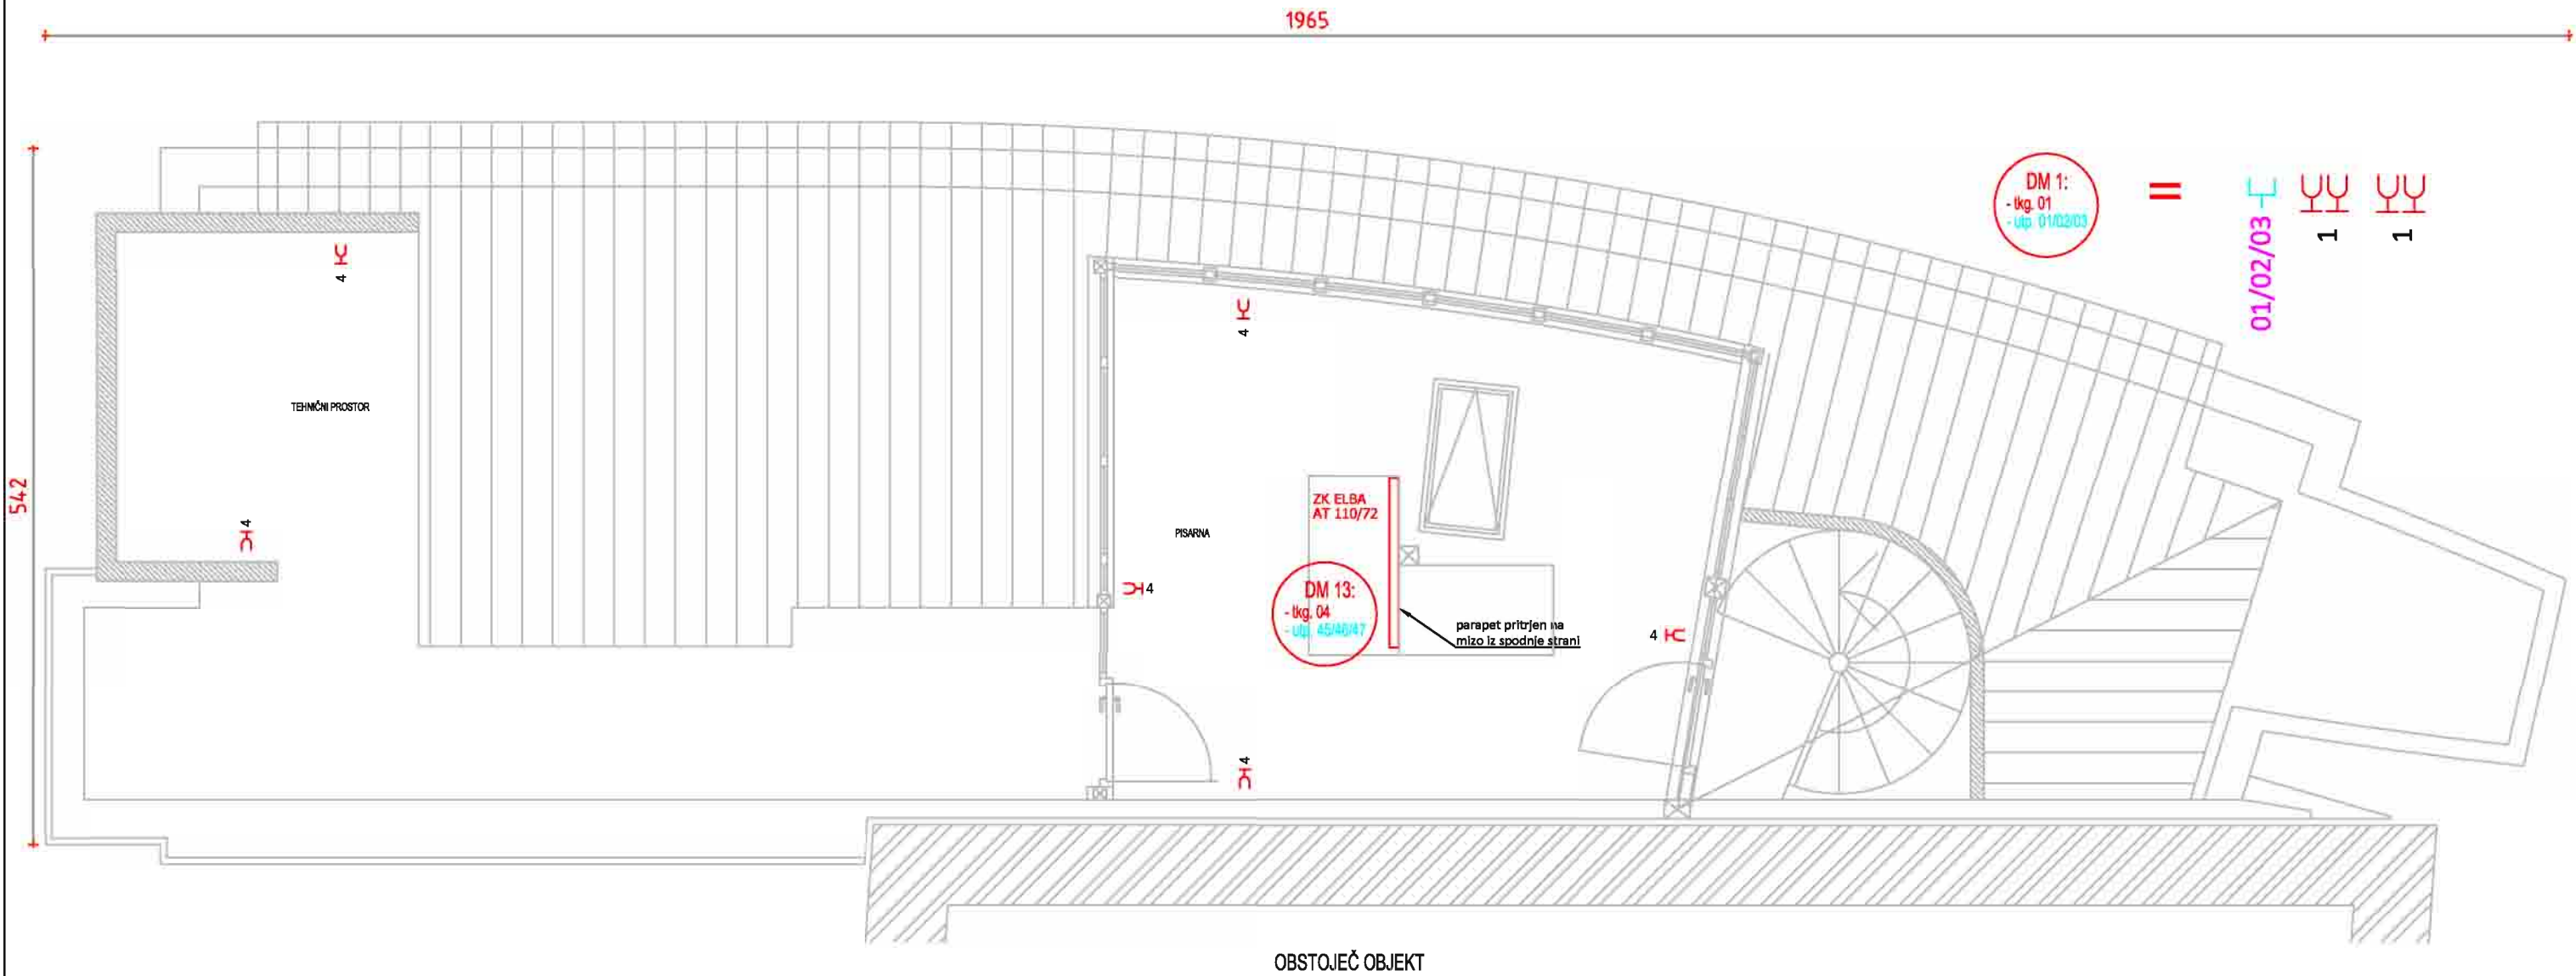 1965
DM 1:
- tkg. 01
- utp. 01/02/03
=
01/02/03
1
1
4
4
TEHNIČNI PROSTOR
542
ZK ELBA
AT 110/72
4
PISARNA
DM 13:
- tkg. 04
- utp. 45/46/47
4
parapet pritrjen na
mizo iz spodnje strani
4
4
OBSTOJEČ OBJEKT